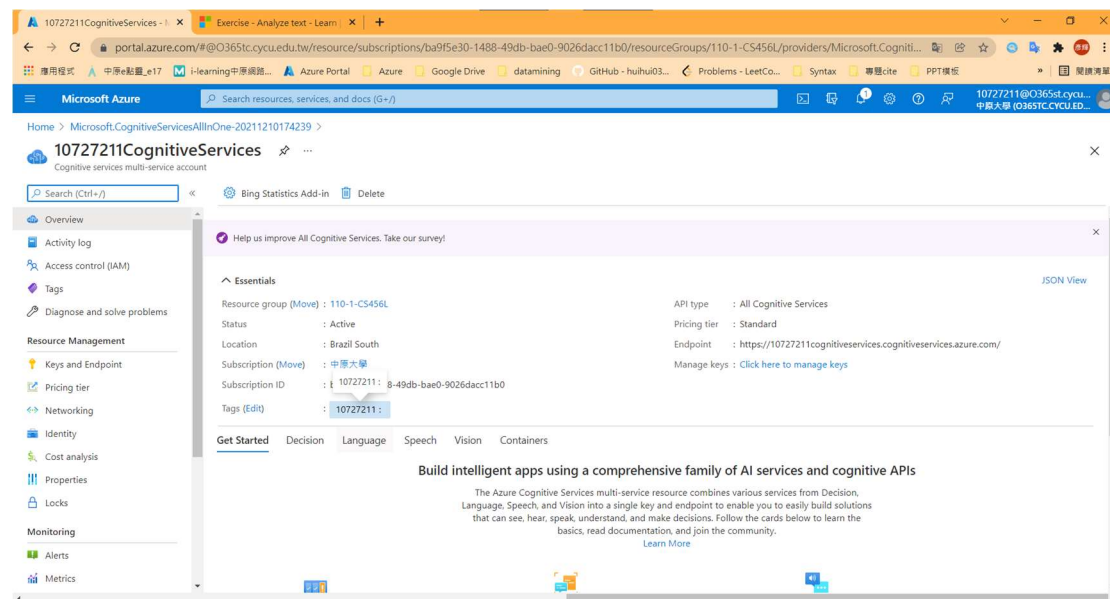 10727211CognitiveServices - M
Exercise - Analyze text - Learn |
portal.azure.com/#@O365tc.cycu.edu.tw/resource/subscriptions/ba9f5e30-1488-49db-bae0-9026dacc11b0/resourceGroups/110-1-CS456L/providers/Microsoft.Cogniti...
應用程式 中原e點靈_e17 i-learning中原網路... Azure Portal Azure Google Drive datamining GitHub - huihui03... Problems - LeetCo... Syntax 專題cite PPT模板 » 閱讀清單
Microsoft Azure
Search resources, services, and docs (G+/)
1
10727211@O365st.cycu...
中原大學 (O365TC.CYCU.ED...
Home > Microsoft.CognitiveServicesAllInOne-20211210174239 >
10727211CognitiveServices ...
Cognitive services multi-service account
Search (Ctrl+/) «
Bing Statistics Add-in Delete
Overview
Activity log
Access control (IAM)
Tags
Diagnose and solve problems
Resource Management
Keys and Endpoint
Pricing tier
Networking
Identity
Cost analysis
Properties
Locks
Monitoring
Alerts
Metrics
Help us improve All Cognitive Services. Take our survey!
Essentials
JSON View
Resource group (Move) : 110-1-CS456L
Status : Active
Location : Brazil South
Subscription (Move) : 中原大學
Subscription ID : b 8-49db-bae0-9026dacc11b0
10727211 :
Tags (Edit) : 10727211 :
API type : All Cognitive Services
Pricing tier : Standard
Endpoint : https://10727211cognitiveservices.cognitiveservices.azure.com/
Manage keys : Click here to manage keys
Get Started Decision Language Speech Vision Containers
Build intelligent apps using a comprehensive family of AI services and cognitive APIs
The Azure Cognitive Services multi-service resource combines various services from Decision,
Language, Speech, and Vision into a single key and endpoint to enable you to easily build solutions
that can see, hear, speak, understand, and make decisions. Follow the cards below to learn the
basics, read documentation, and join the community.
Learn More